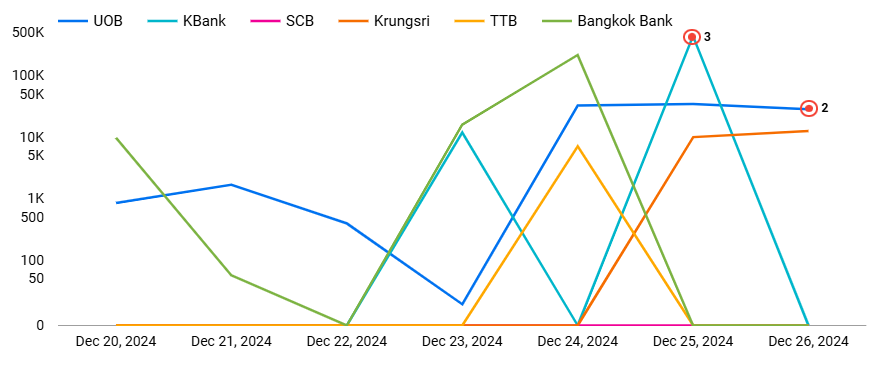 UOB KBank SCB Krungsri TTB Bangkok Bank
500K
3
100K
50K
2
10K
5K
1K
500
100
50
0
Dec 20, 2024 Dec 21, 2024 Dec 22, 2024 Dec 23, 2024 Dec 24, 2024 Dec 25, 2024 Dec 26, 2024